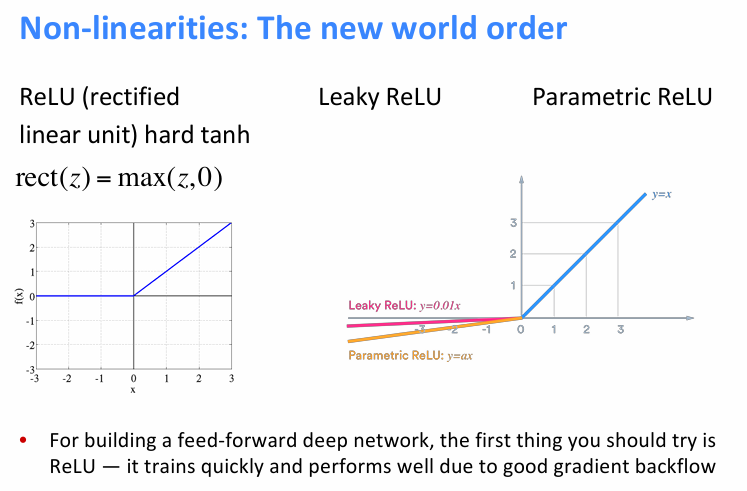 Non-linearities: The new world order
ReLU (rectified
linear unit) hard tanh
Leaky ReLU
Parametric ReLU
rect(z) = max(z,0)
3
2
1
0
-1
-2
-3
f(x)
-3 -2 -1 0 1 2 3
x
y=x
3
2
1
Leaky ReLU: y=0.01x
-3 -2 -1 0 1 2 3
Parametric ReLU: y=ax
• For building a feed-forward deep network, the first thing you should try is
ReLU — it trains quickly and performs well due to good gradient backflow